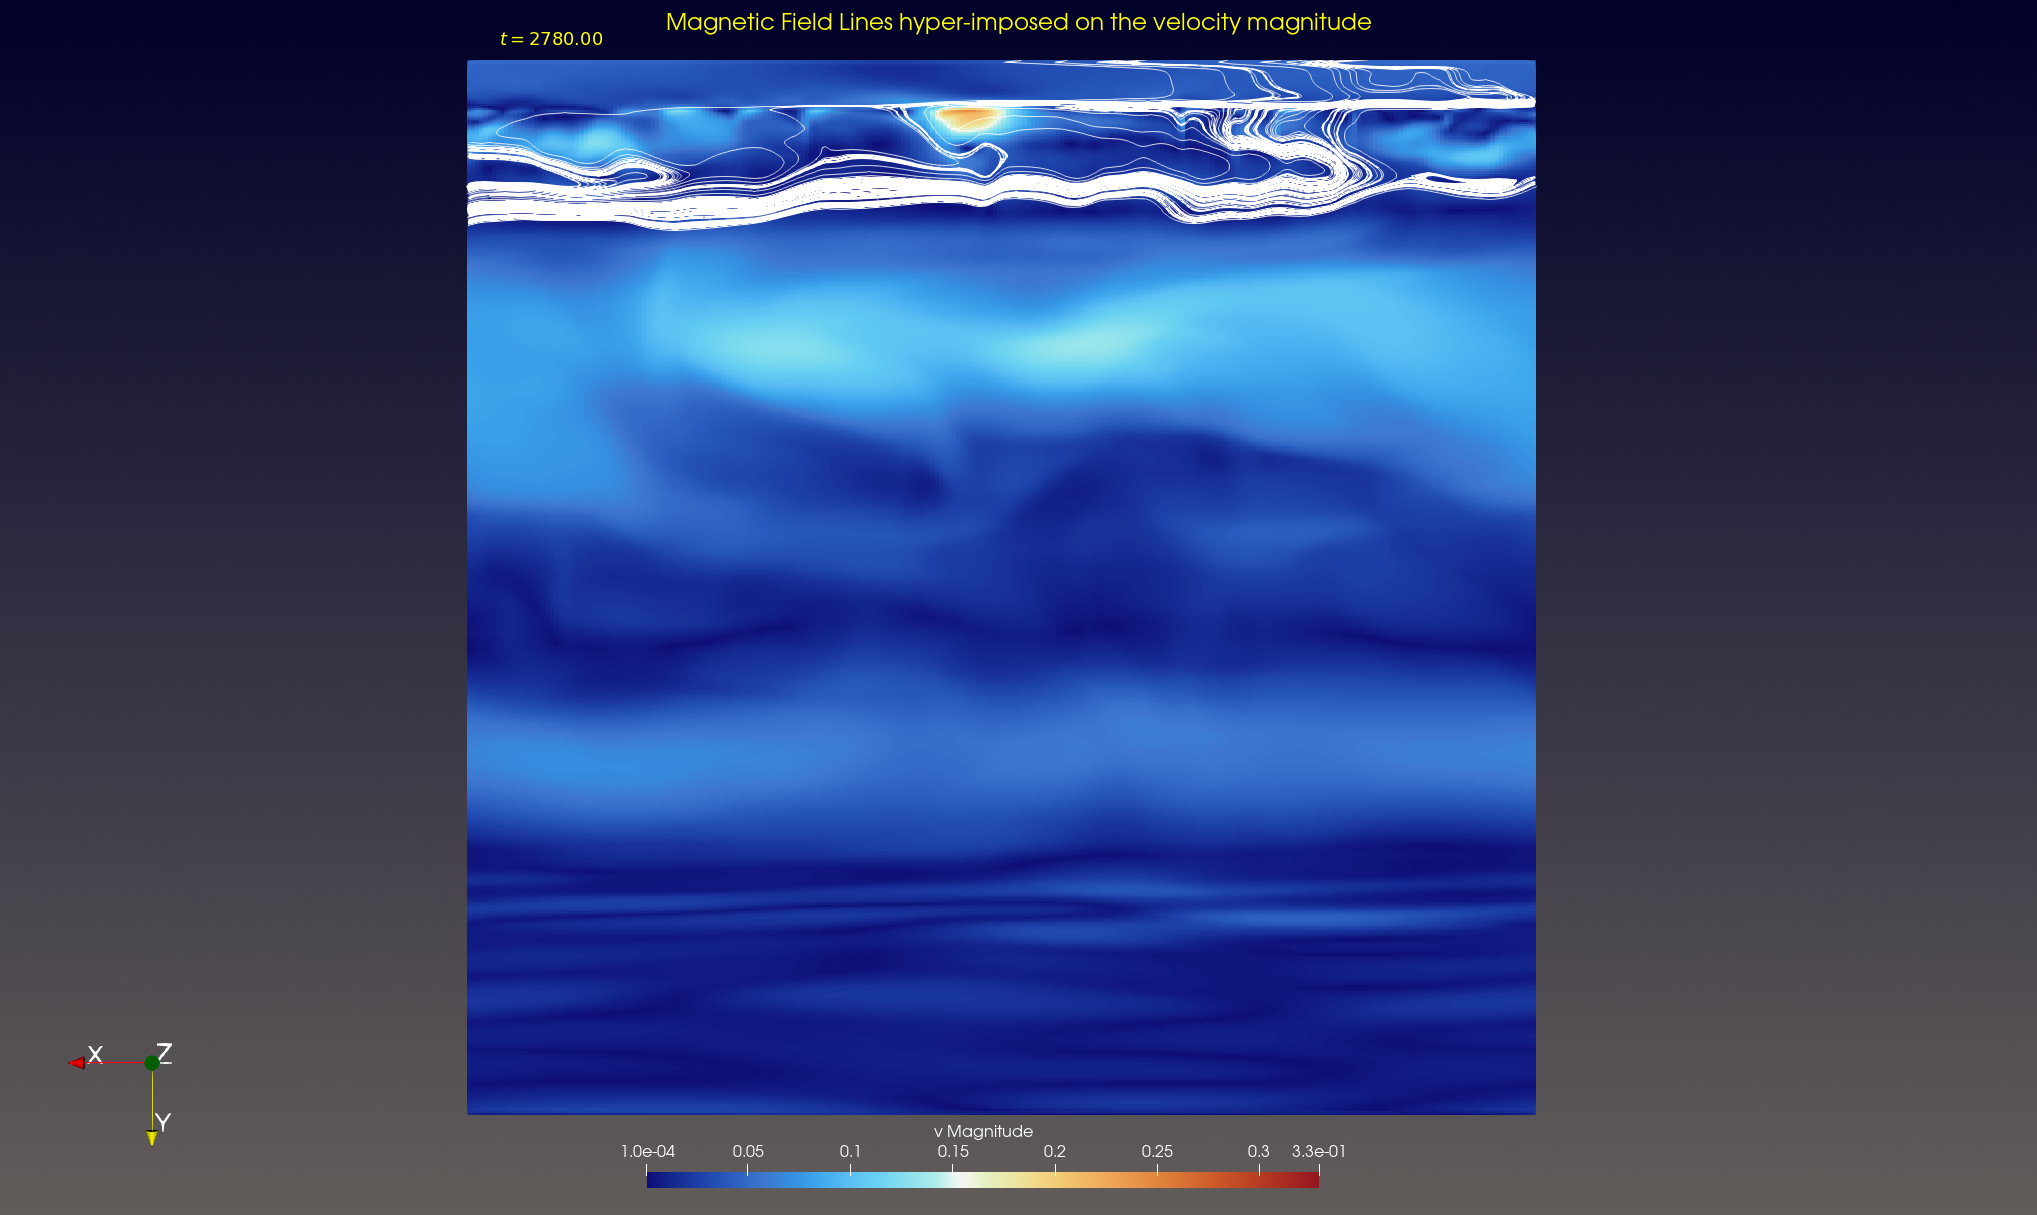 Magnetic Field Lines hyper-imposed on the velocity magnitude
t = 2780.00
X Z
Y
v Magnitude
1.0e-04 0.05 0.1 0.15 0.2 0.25 0.3 3.3e-01